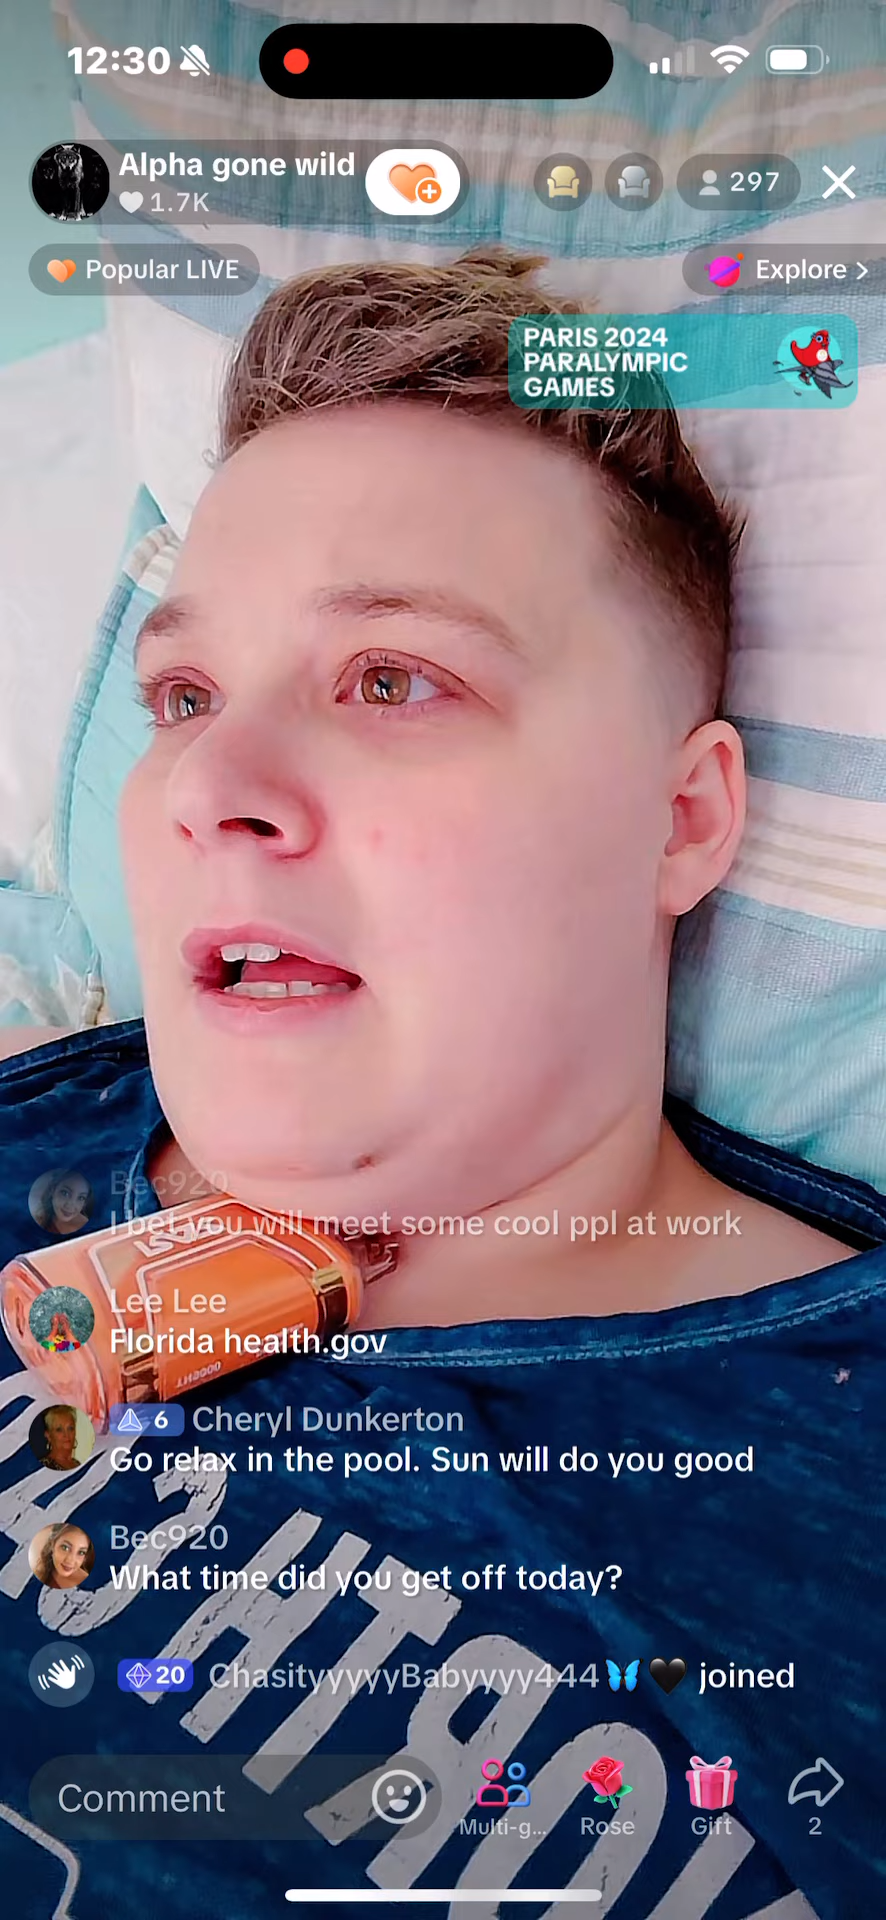 12:30
Alpha gone wild
1.7K
297
Popular LIVE
Explore >
PARIS 2024
PARALYMPIC
GAMES
Bec920
I bet you will meet some cool ppl at work
Lee Lee
Florida health.gov
6 Cheryl Dunkerton
Go relax in the pool. Sun will do you good
Bec920
What time did you get off today?
20 ChasityyyyyBabyyyy444🦋🖤 joined
Comment
Multi-g...
Rose
Gift
2